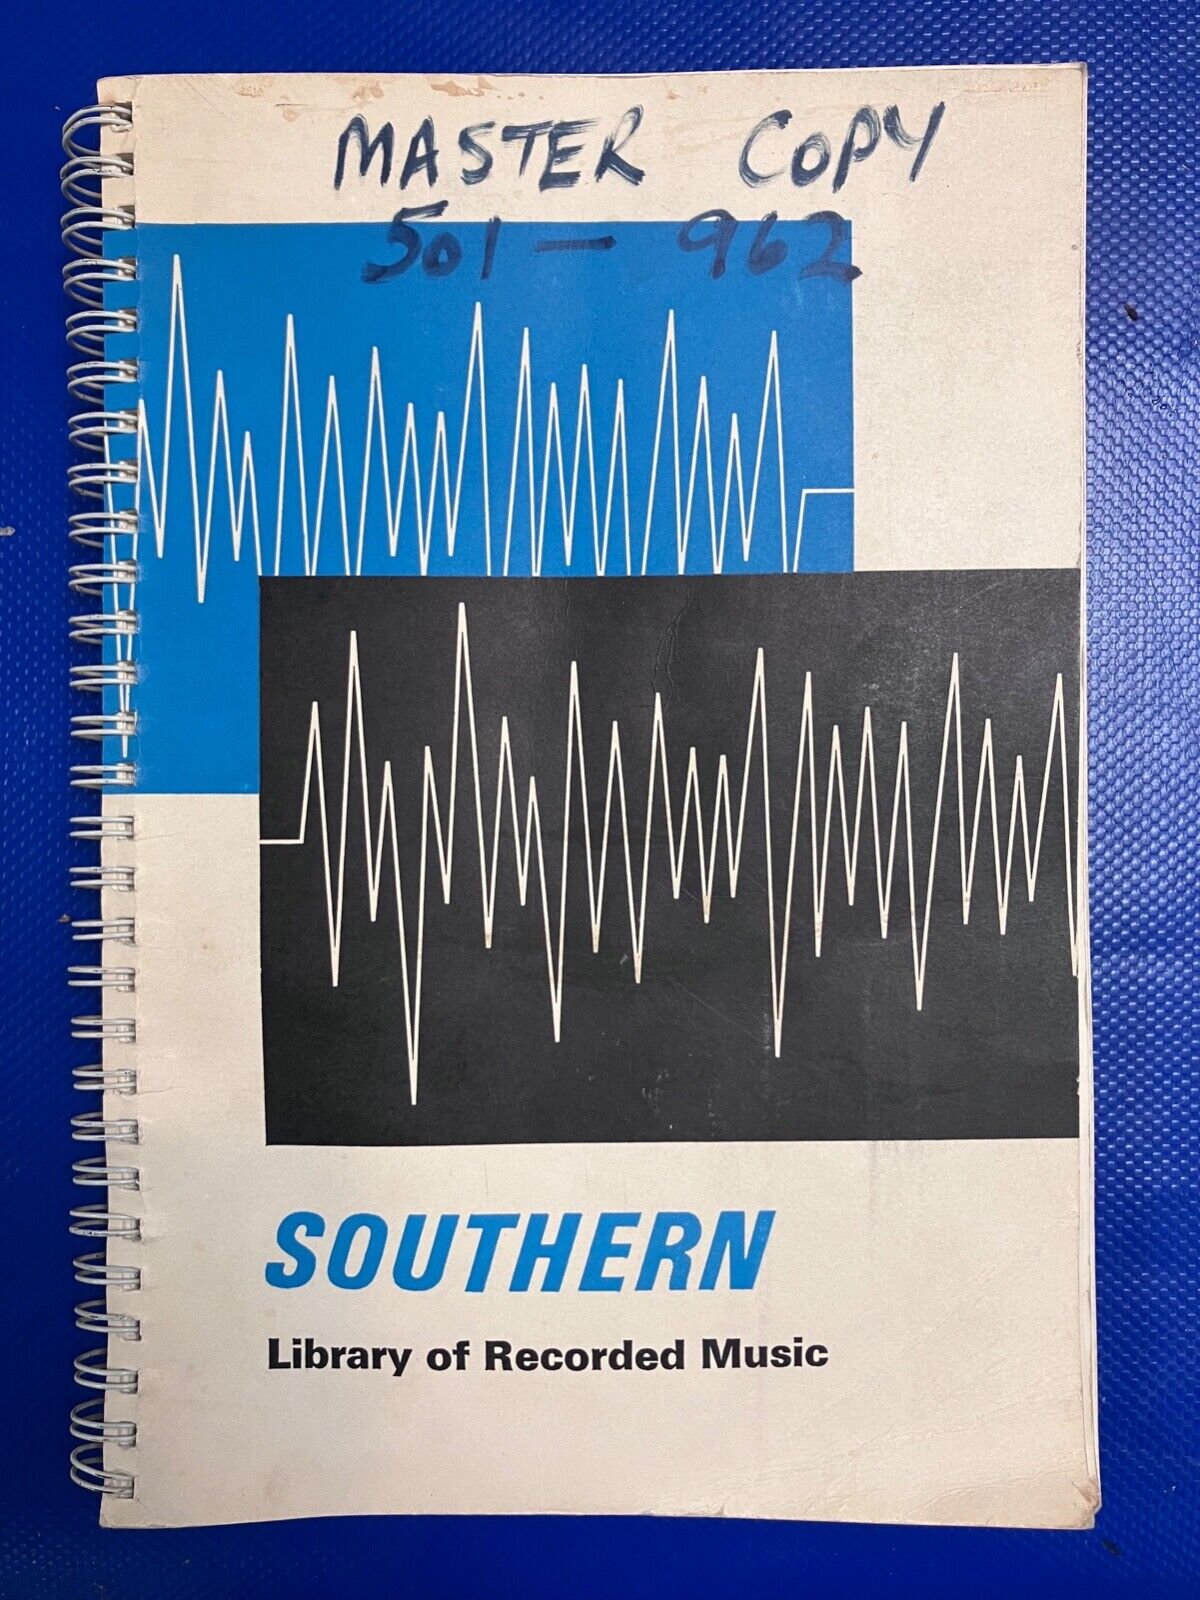 MASTER COPY
501 - 962
SOUTHERN
Library of Recorded Music